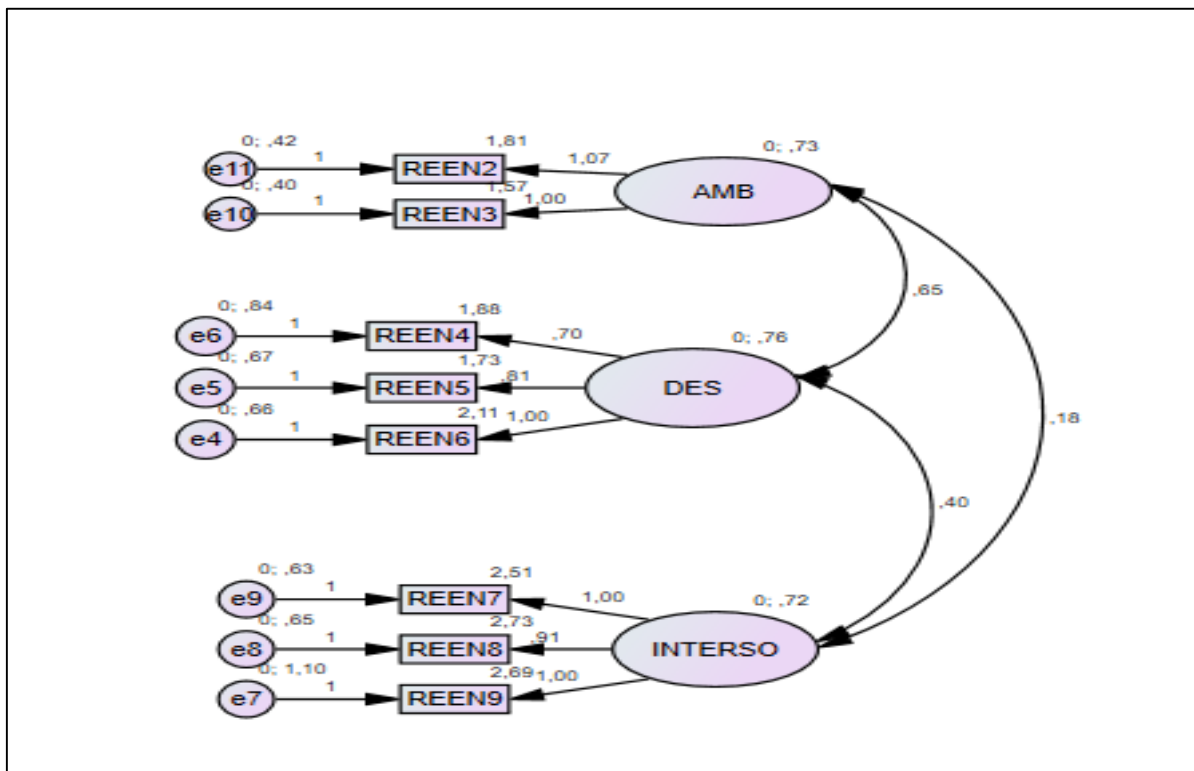 0; ,42
1,81
0; ,73
e11
1
REEN2
1,07
0; ,40
1,57
AMB
e10
1
REEN3
1,00
,65
0; ,84
1,88
e6
1
REEN4
,70
0; ,76
0; ,67
1,73
e5
1
REEN5
,81
DES
0; ,66
2,11
1,00
e4
1
REEN6
,18
,40
0; ,63
2,51
e9
1
REEN7
1,00
0; ,72
0; ,65
2,73
e8
1
REEN8
,91
INTERSO
0; 1,10
2,69
1,00
e7
1
REEN9